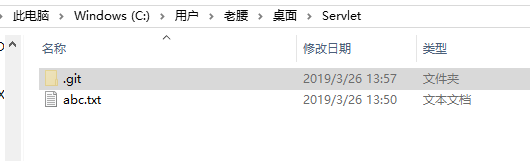 此电脑 > Windows (C:) > 用户 > 老腰 > 桌面 > Servlet
名称 修改日期 类型
.git 2019/3/26 13:57 文件夹
abc.txt 2019/3/26 13:50 文本文档